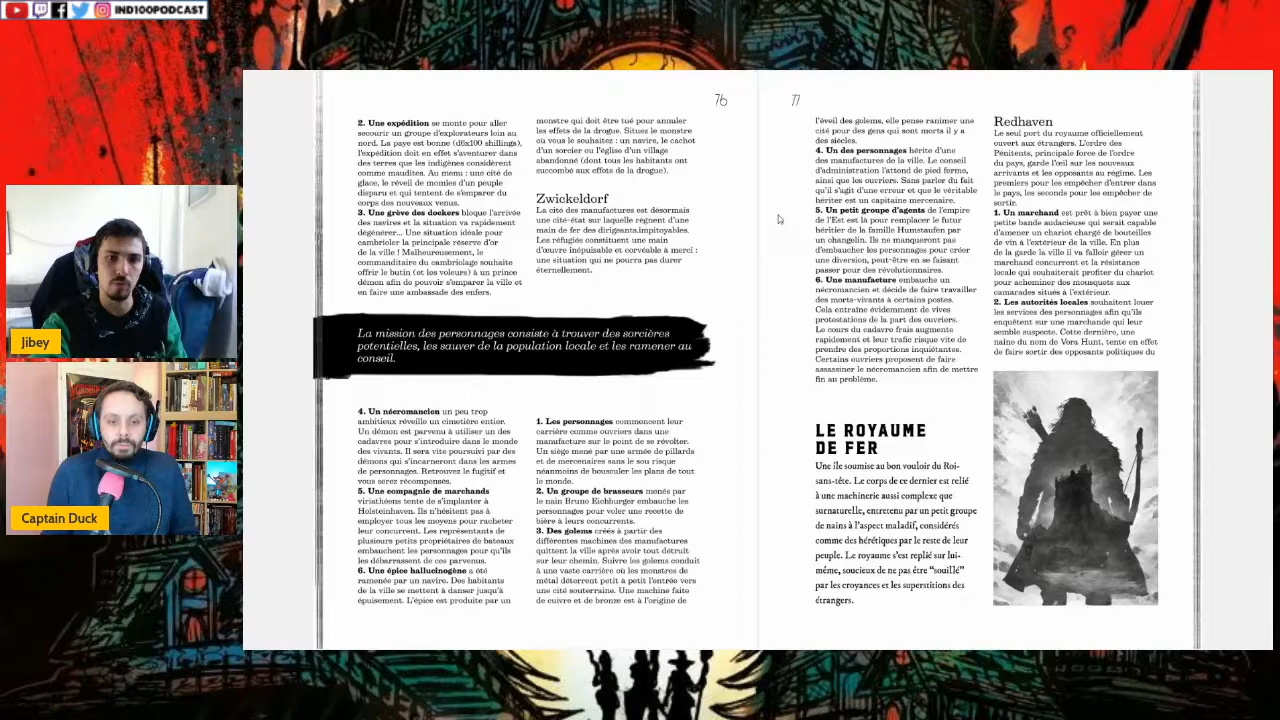 IND100PODCAST
Jibey
Captain Duck
76
2. Une expédition se monte pour aller
secourir un groupe d'explorateurs loin au
nord. La paye est bonne (d6x100 shillings),
l'expédition doit en effet s'aventurer dans
des terres que les indigènes considèrent
comme maudites. Au menu : une cité de
glace, le réveil de momies d'un peuple
disparu et qui tentent de s'emparer du
corps des nouveaux venus.
3. Une grève des dockers bloque l'arrivée
des navires et la situation va rapidement
dégénérer... Une situation idéale pour
cambrioler la principale réserve d'or
de la ville ! Malheureusement, le
commanditaire du cambriolage souhaite
offrir le butin (et les voleurs) à un prince
démon afin de pouvoir s'emparer la ville et
en faire une ambassade des enfers.
monstre qui doit être tué pour annuler
les effets de la drogue. Situez le monstre
où vous le souhaitez : un navire, le cachot
d'un sorcier ou l'église d'un village
abandonné (dont tous les habitants ont
succombé aux effets de la drogue).
Zwickeldorf
La cité des manufactures est désormais
une cité-état sur laquelle règnent d'une
main de fer des dirigeants.impitoyables.
Les réfugiés constituent une main
d'œuvre inépuisable et corvéable à merci :
une situation qui ne pourra pas durer
éternellement.
La mission des personnages consiste à trouver des sorcières
potentielles, les sauver de la population locale et les ramener au
conseil.
4. Un nécromancien un peu trop
ambitieux réveille un cimetière entier.
Un démon est parvenu à utiliser un des
cadavres pour s'introduire dans le monde
des vivants. Il sera vite poursuivi par des
démons qui s'incarneront dans les armes
de personnages. Retrouvez le fugitif et
vous serez récompensés.
5. Une compagnie de marchands
viriathéens tente de s'implanter à
Holsteinhaven. Ils n'hésitent pas à
employer tous les moyens pour racheter
leur concurrent. Les représentants de
plusieurs petits propriétaires de bateaux
embauchent les personnages pour qu'ils
les débarrassent de ces parvenus.
6. Une épice hallucinogène a été
ramenée par un navire. Des habitants
de la ville se mettent à danser jusqu'à
épuisement. L'épice est produite par un
1. Les personnages commencent leur
carrière comme ouvriers dans une
manufacture sur le point de se révolter.
Un siège mené par une armée de pillards
et de mercenaires sans le sou risque
néanmoins de bousculer les plans de tout
le monde.
2. Un groupe de brasseurs menés par
le nain Bruno Eichburger embauche les
personnages pour voler une recette de
bière à leurs concurrents.
3. Des golems créés à partir des
différentes machines des manufactures
quittent la ville après avoir tout détruit
sur leur chemin. Suivre les golems conduit
à une vaste carrière où les monstres de
métal déterrent petit à petit l'entrée vers
une cité souterraine. Une machine faite
de cuivre et de bronze est à l'origine de
77
l'éveil des golems, elle pense ranimer une
cité pour des gens qui sont morts il y a
des siècles.
4. Un des personnages hérite d'une
des manufactures de la ville. Le conseil
d'administration l'attend de pied ferme,
ainsi que les ouvriers. Sans parler du fait
qu'il s'agit d'une erreur et que le véritable
héritier est un capitaine mercenaire.
5. Un petit groupe d'agents de l'empire
de l'Est est là pour remplacer le futur
héritier de la famille Humstaufen par
un changelin. Ils ne manqueront pas
d'embaucher les personnages pour créer
une diversion, peut-être en se faisant
passer pour des révolutionnaires.
6. Une manufacture embauche un
nécromancien et décide de faire travailler
des morts-vivants à certains postes.
Cela entraîne évidemment de vives
protestations de la part des ouvriers.
Le cours du cadavre frais augmente
rapidement et leur trafic risque vite de
prendre des proportions inquiétantes.
Certains ouvriers proposent de faire
assassiner le nécromancien afin de mettre
fin au problème.
LE ROYAUME
DE FER
Une île soumise au bon vouloir du Roi-
sans-tête. Le corps de ce dernier est relié
à une machinerie aussi complexe que
surnaturelle, entretenu par un petit groupe
de nains à l'aspect maladif, considérés
comme des hérétiques par le reste de leur
peuple. Le royaume s'est replié sur lui-
même, soucieux de ne pas être "souillé"
par les croyances et les superstitions des
étrangers.
Redhaven
Le seul port du royaume officiellement
ouvert aux étrangers. L'ordre des
Pénitents, principale force de l'ordre
du pays, garde l'œil sur les nouveaux
arrivants et les opposants au régime. Les
premiers pour les empêcher d'entrer dans
le pays, les seconds pour les empêcher de
sortir.
1. Un marchand est prêt à bien payer une
petite bande audacieuse qui serait capable
d'amener un chariot chargé de bouteilles
de vin à l'extérieur de la ville. En plus
de la garde la ville il va falloir gérer un
marchand concurrent et la résistance
locale qui souhaiterait profiter du chariot
pour acheminer des mousquets aux
camarades situés à l'extérieur.
2. Les autorités locales souhaitent louer
les services des personnages afin qu'ils
enquêtent sur une marchande qui leur
semble suspecte. Cette dernière, une
naine du nom de Vora Hunt, tente en effet
de faire sortir des opposants politiques du